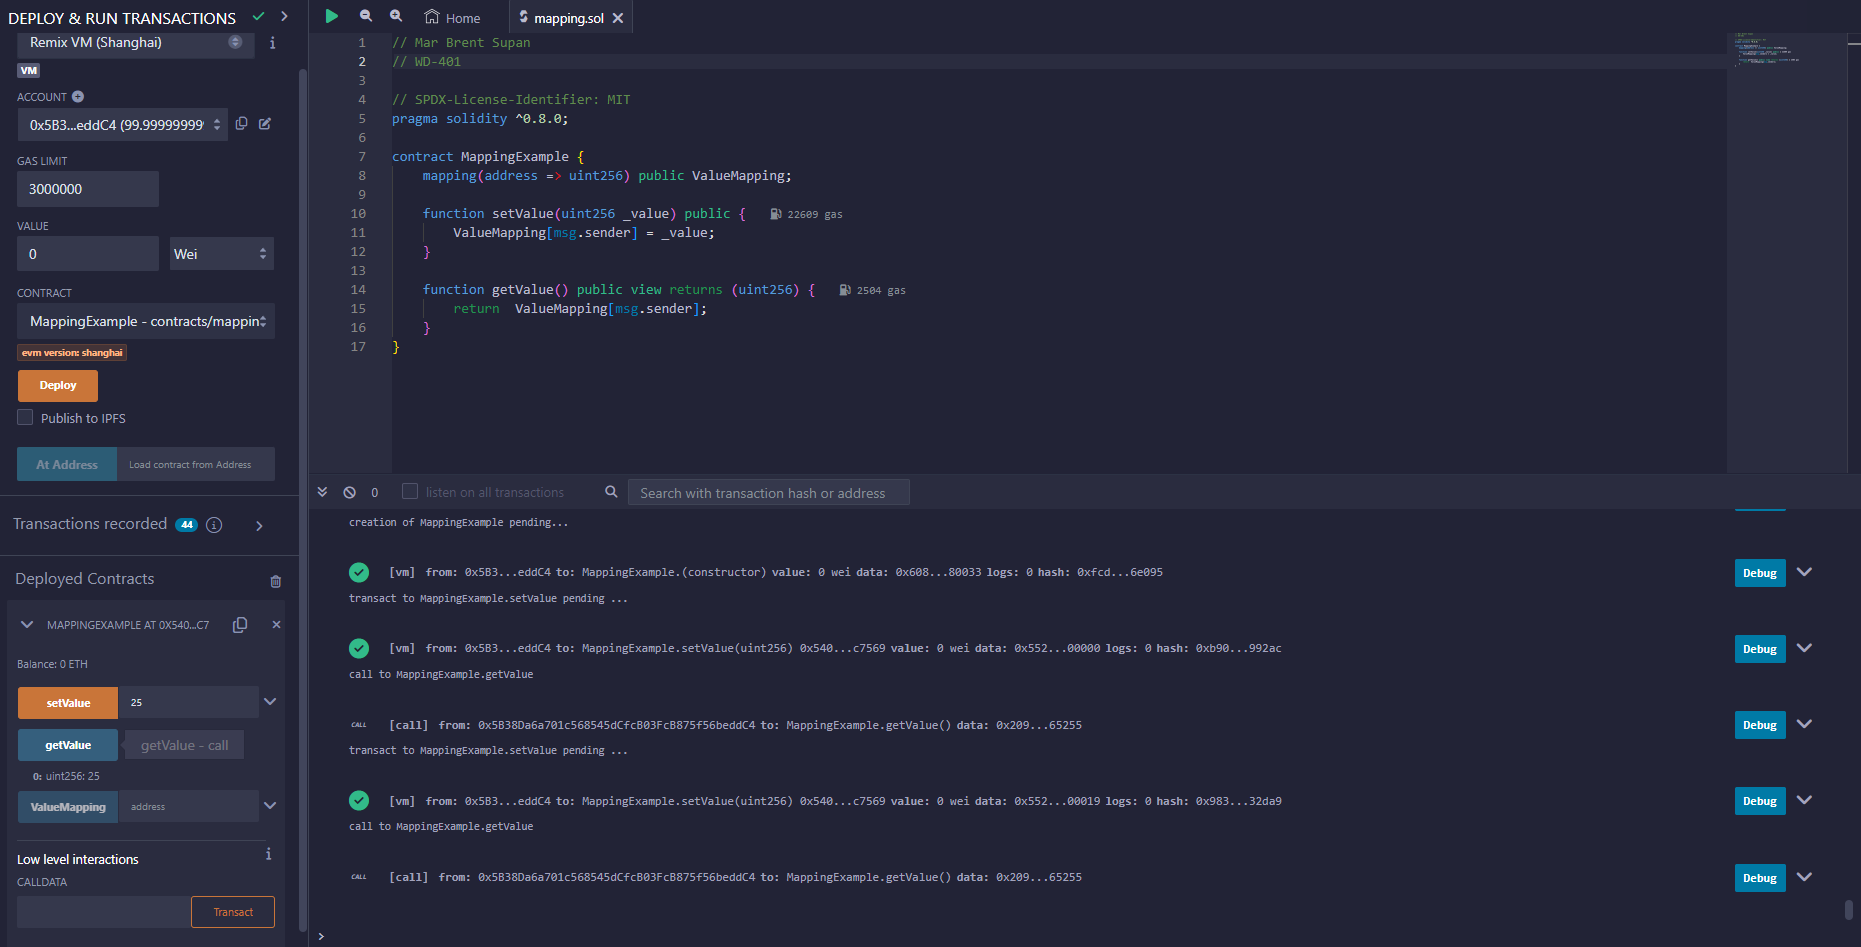 DEPLOY & RUN TRANSACTIONS
Remix VM (Shanghai)
VM
ACCOUNT
0x5B3...eddC4 (99.99999999
GAS LIMIT
3000000
VALUE
0
Wei
CONTRACT
MappingExample - contracts/mappin
evm version: shanghai
Deploy
Publish to IPFS
At Address
Load contract from Address
Transactions recorded 44
Deployed Contracts
MAPPINGEXAMPLE AT 0X540...C7
Balance: 0 ETH
setValue
25
getValue
getValue - call
0: uint256: 25
ValueMapping
address
Low level interactions
CALLDATA
Transact
Home
mapping.sol
1 // Mar Brent Supan
2 // WD-401
3
4 // SPDX-License-Identifier: MIT
5 pragma solidity ^0.8.0;
6
7 contract MappingExample {
8 mapping(address => uint256) public ValueMapping;
9
10 function setValue(uint256 _value) public { 22609 gas
11 ValueMapping[msg.sender] = _value;
12 }
13
14 function getValue() public view returns (uint256) { 2504 gas
15 return ValueMapping[msg.sender];
16 }
17 }
0
listen on all transactions
Search with transaction hash or address
creation of MappingExample pending...
[vm] from: 0x5B3...eddC4 to: MappingExample.(constructor) value: 0 wei data: 0x608...80033 logs: 0 hash: 0xfcd...6e095
Debug
transact to MappingExample.setValue pending ...
[vm] from: 0x5B3...eddC4 to: MappingExample.setValue(uint256) 0x540...c7569 value: 0 wei data: 0x552...00000 logs: 0 hash: 0xb90...992ac
Debug
call to MappingExample.getValue
CALL [call] from: 0x5B38Da6a701c568545dCfcB03FcB875f56beddC4 to: MappingExample.getValue() data: 0x209...65255
Debug
transact to MappingExample.setValue pending ...
[vm] from: 0x5B3...eddC4 to: MappingExample.setValue(uint256) 0x540...c7569 value: 0 wei data: 0x552...00019 logs: 0 hash: 0x983...32da9
Debug
call to MappingExample.getValue
CALL [call] from: 0x5B38Da6a701c568545dCfcB03FcB875f56beddC4 to: MappingExample.getValue() data: 0x209...65255
Debug
>